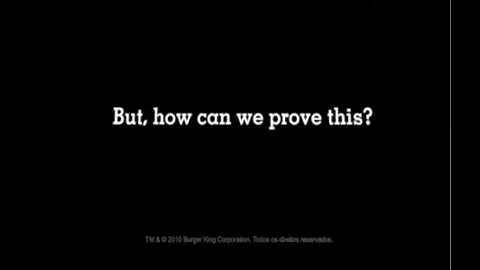 But, how can we prove this?
TM & © 2010 Burger King Corporation. Todos os direitos reservados.